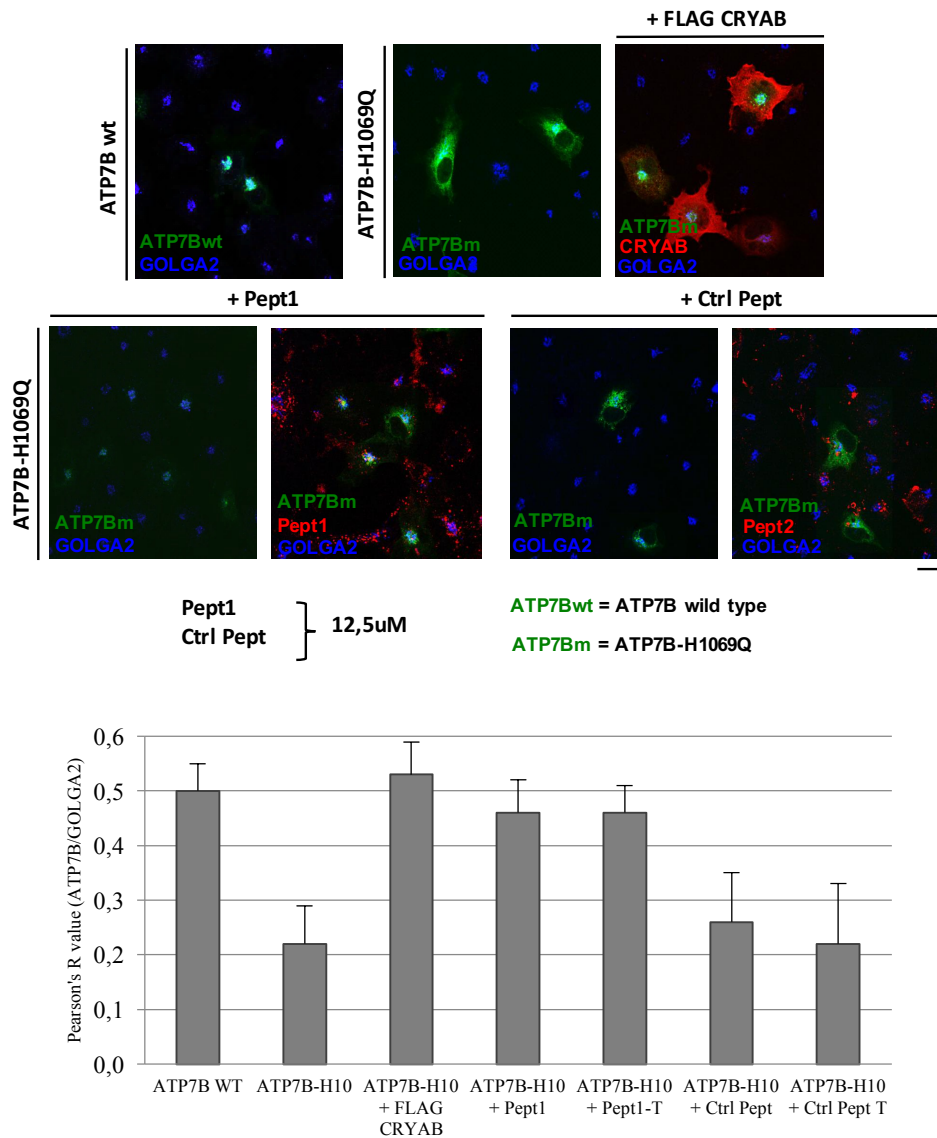 + FLAG CRYAB
ATP7B wt
ATP7Bwt
GOLGA2
ATP7B-H1069Q
ATP7Bm
GOLGA2
ATP7Bm
CRYAB
GOLGA2
+ Pept1
+ Ctrl Pept
ATP7B-H1069Q
ATP7Bm
GOLGA2
ATP7Bm
Pept1
GOLGA2
ATP7Bm
GOLGA2
ATP7Bm
Pept2
GOLGA2
Pept1
Ctrl Pept
12,5uM
ATP7Bwt = ATP7B wild type
ATP7Bm = ATP7B-H1069Q
Pearson's R value (ATP7B/GOLGA2)
0,6
0,5
0,4
0,3
0,2
0,1
0,0
ATP7B WT
ATP7B-H10
ATP7B-H10
+ FLAG
CRYAB
ATP7B-H10
+ Pept1
ATP7B-H10
+ Pept1-T
ATP7B-H10
+ Ctrl Pept
ATP7B-H10
+ Ctrl Pept T